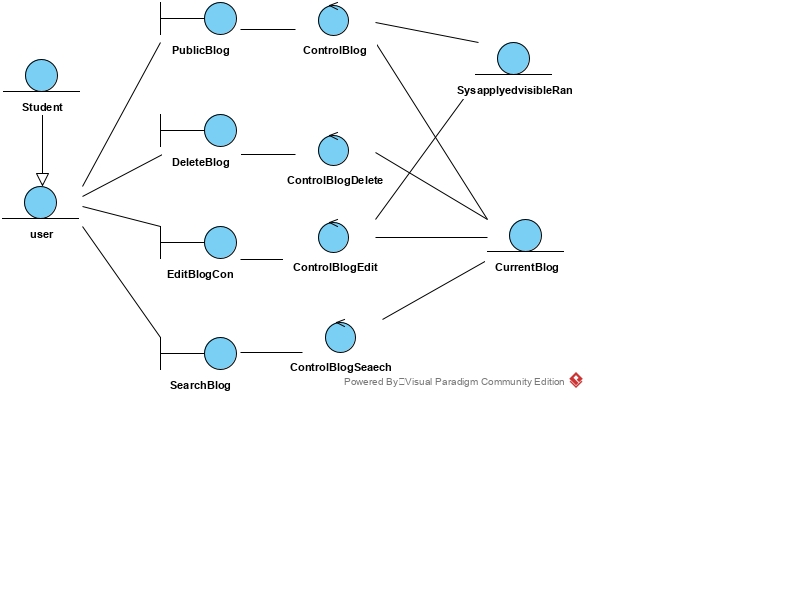 PublicBlog
ControlBlog
SysapplyedvisibleRan
Student
DeleteBlog
ControlBlogDelete
user
EditBlogCon
ControlBlogEdit
CurrentBlog
SearchBlog
ControlBlogSeaech
Powered By□Visual Paradigm Community Edition